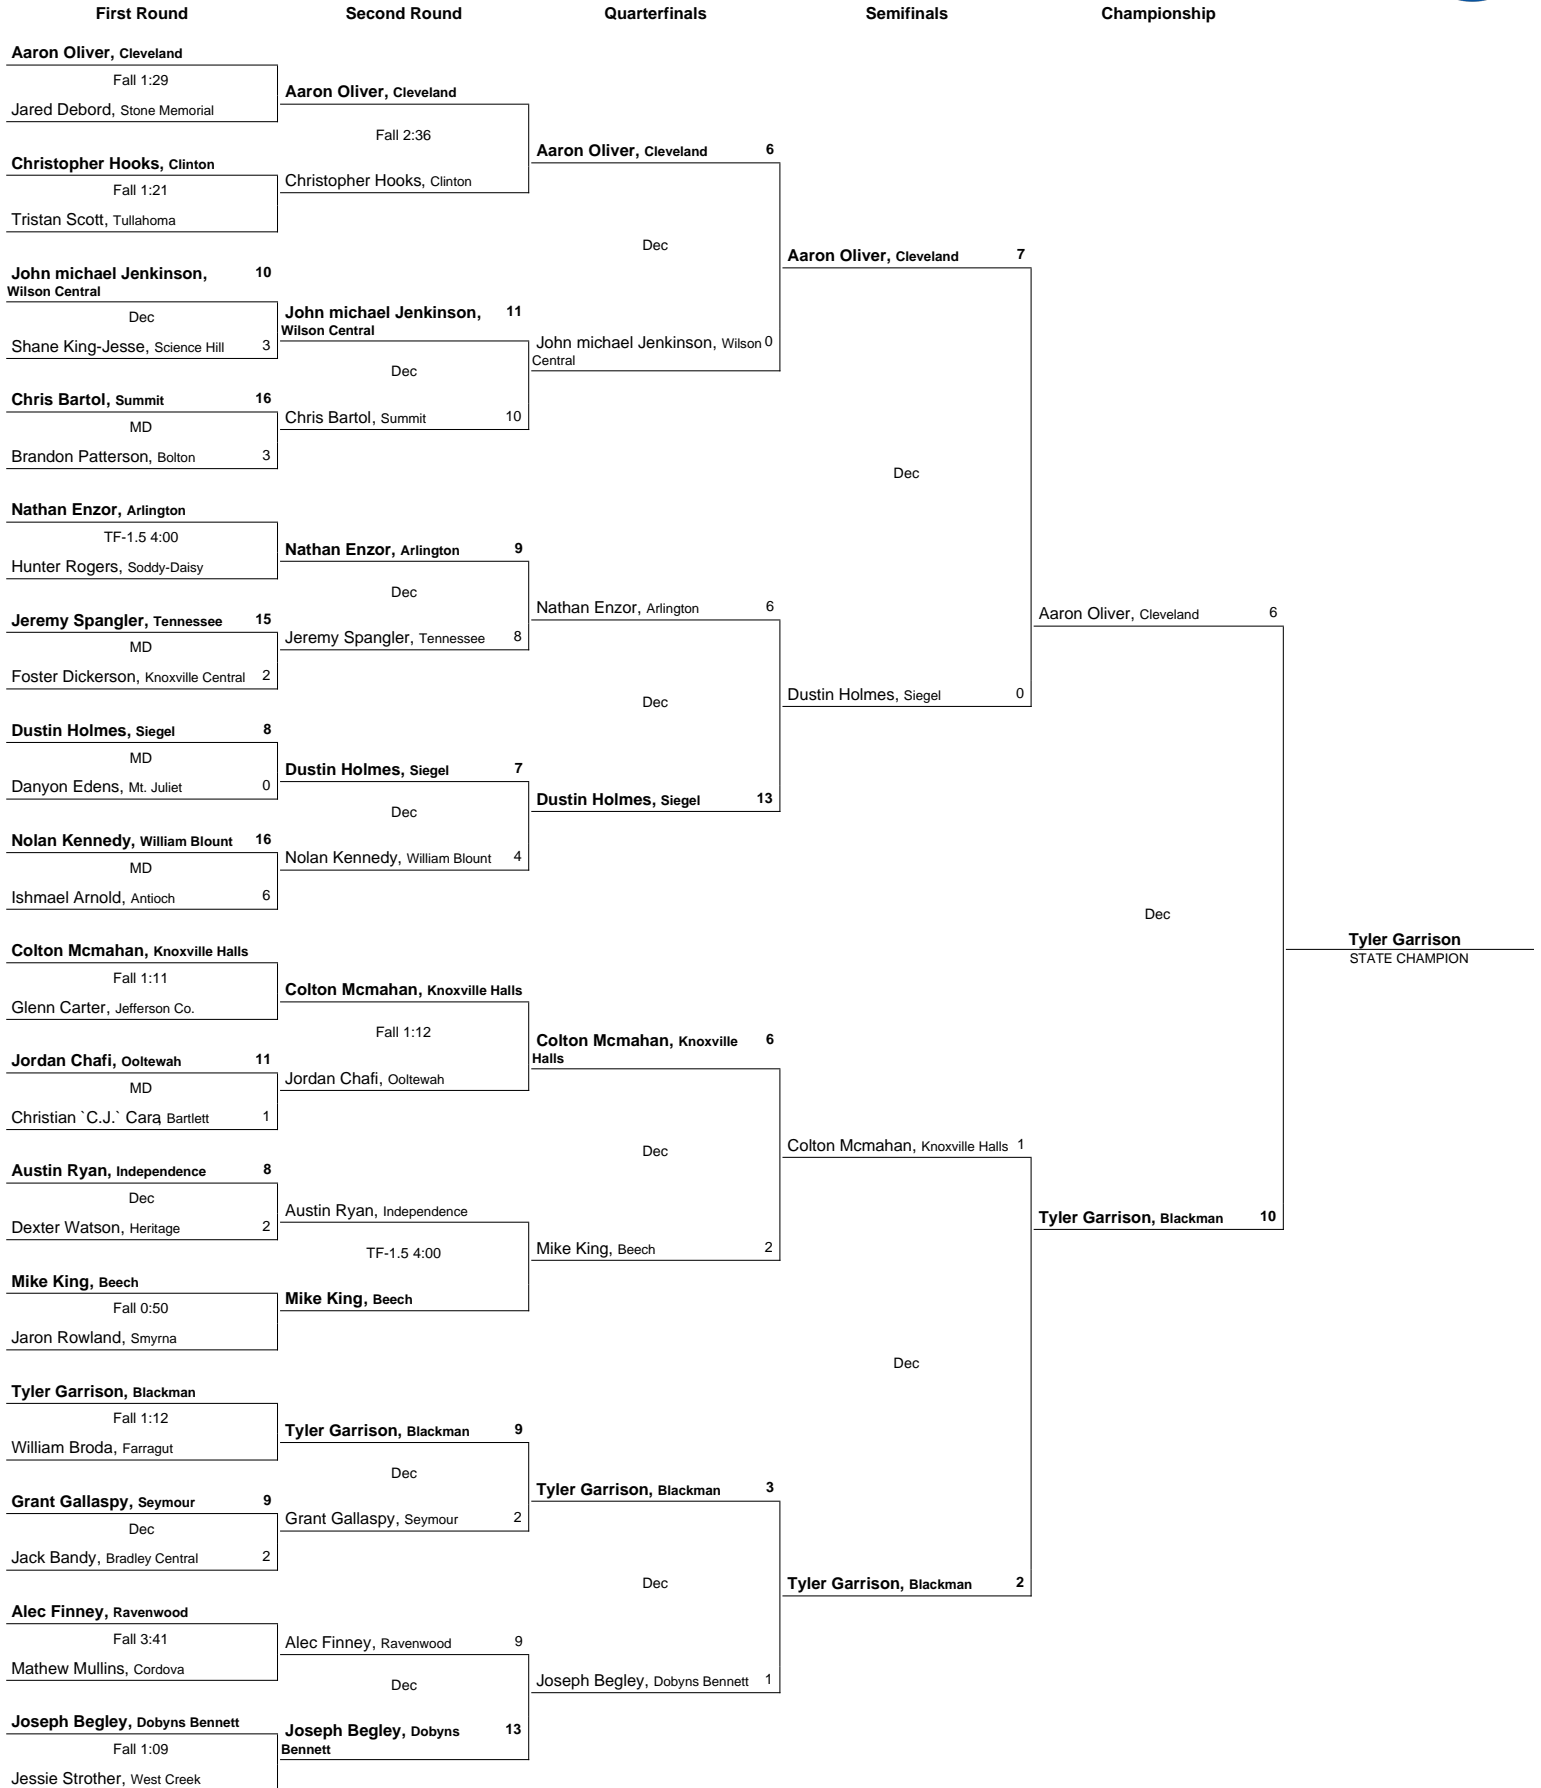 First Round Second Round Quarterfinals Semifinals Championship
Aaron Oliver, Cleveland
Fall 1:29
Jared Debord, Stone Memorial
Christopher Hooks, Clinton
Fall 1:21
Tristan Scott, Tullahoma
John michael Jenkinson, 10
Wilson Central
Dec
Shane King-Jesse, Science Hill 3
Chris Bartol, Summit 16
MD
Brandon Patterson, Bolton 3
Nathan Enzor, Arlington
TF-1.5 4:00
Hunter Rogers, Soddy-Daisy
Jeremy Spangler, Tennessee 15
MD
Foster Dickerson, Knoxville Central 2
Dustin Holmes, Siegel 8
MD
Danyon Edens, Mt. Juliet 0
Nolan Kennedy, William Blount 16
MD
Ishmael Arnold, Antioch 6
Colton Mcmahan, Knoxville Halls
Fall 1:11
Glenn Carter, Jefferson Co.
Jordan Chafi, Ooltewah 11
MD
Christian `C.J.` Cara, Bartlett 1
Austin Ryan, Independence 8
Dec
Dexter Watson, Heritage 2
Mike King, Beech
Fall 0:50
Jaron Rowland, Smyrna
Tyler Garrison, Blackman
Fall 1:12
William Broda, Farragut
Grant Gallaspy, Seymour 9
Dec
Jack Bandy, Bradley Central 2
Alec Finney, Ravenwood
Fall 3:41
Mathew Mullins, Cordova
Joseph Begley, Dobyns Bennett
Fall 1:09
Jessie Strother, West Creek
Aaron Oliver, Cleveland
Fall 2:36
Christopher Hooks, Clinton
John michael Jenkinson, 11
Wilson Central
Dec
Chris Bartol, Summit 10
Nathan Enzor, Arlington 9
Dec
Jeremy Spangler, Tennessee 8
Dustin Holmes, Siegel 7
Dec
Nolan Kennedy, William Blount 4
Colton Mcmahan, Knoxville Halls
Fall 1:12
Jordan Chafi, Ooltewah
Austin Ryan, Independence
TF-1.5 4:00
Mike King, Beech
Tyler Garrison, Blackman 9
Dec
Grant Gallaspy, Seymour 2
Alec Finney, Ravenwood 9
Dec
Joseph Begley, Dobyns 13
Bennett
Aaron Oliver, Cleveland 6
Dec
John michael Jenkinson, Wilson 0
Central
Nathan Enzor, Arlington 6
Dec
Dustin Holmes, Siegel 13
Colton Mcmahan, Knoxville 6
Halls
Dec
Mike King, Beech 2
Tyler Garrison, Blackman 3
Dec
Joseph Begley, Dobyns Bennett 1
Aaron Oliver, Cleveland 7
Dec
Dustin Holmes, Siegel 0
Colton Mcmahan, Knoxville Halls 1
Dec
Tyler Garrison, Blackman 2
Aaron Oliver, Cleveland 6
Dec
Tyler Garrison, Blackman 10
Tyler Garrison
STATE CHAMPION